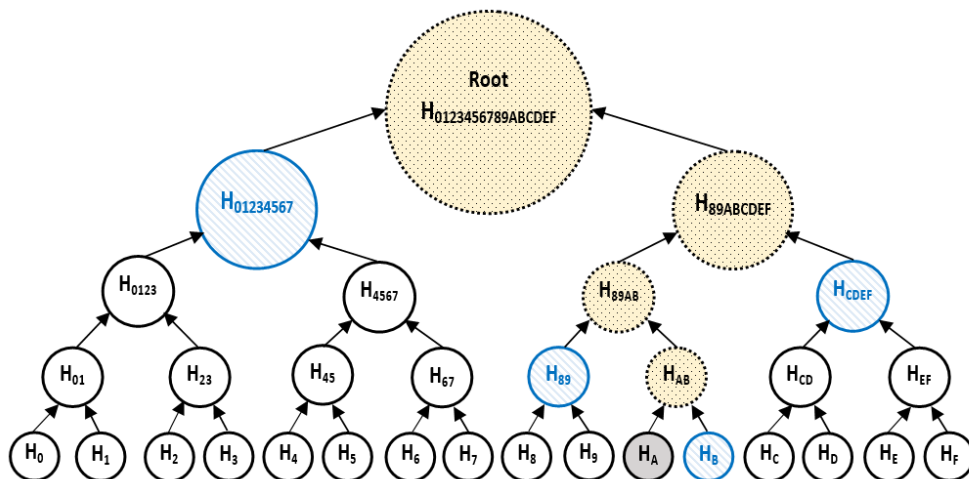 Root
H0123456789ABCDEF
H01234567
H89ABCDEF
H0123
H4567
H89AB
HCDEF
H01
H23
H45
H67
H89
HAB
HCD
HEF
H0
H1
H2
H3
H4
H5
H6
H7
H8
H9
HA
HB
HC
HD
HE
HF